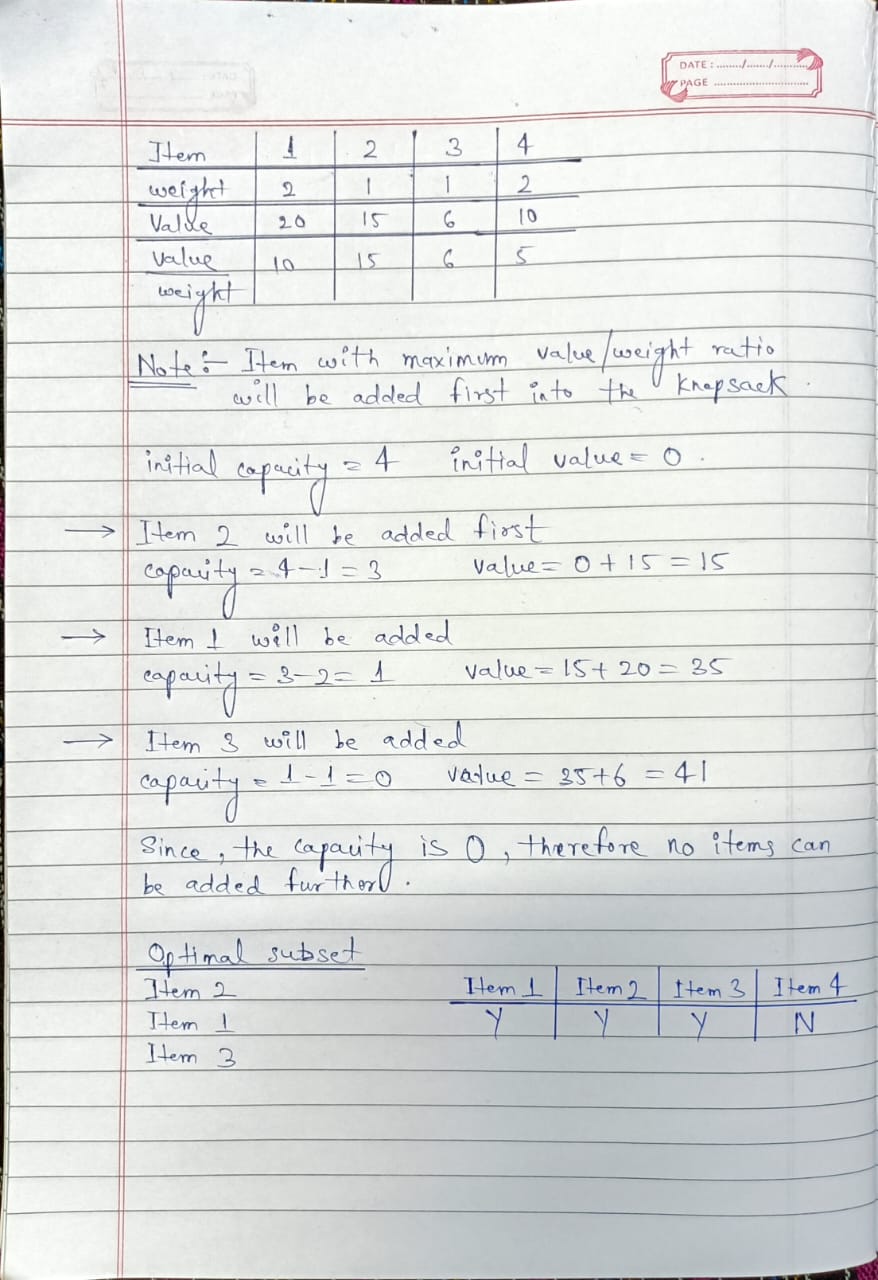 DATE : ......./......./...........
PAGE ..............................
Item 1 2 3 4
weight 2 1 1 2
Value 20 15 6 10
Value 10 15 6 5
weight
Note :- Item with maximum value/weight ratio
will be added first into the knapsack.
initial capacity = 4 initial value = 0.
→ Item 2 will be added first
capacity = 4-1 = 3 value = 0 + 15 = 15
→ Item 1 will be added
capacity = 3-2= 1 value = 15 + 20 = 35
→ Item 3 will be added
capacity = 1-1=0 value = 35+6 = 41
Since, the capacity is 0, therefore no items can
be added further.
Optimal subset
Item 2
Item 1
Item 3
Item 1 Item 2 Item 3 Item 4
Y Y Y N